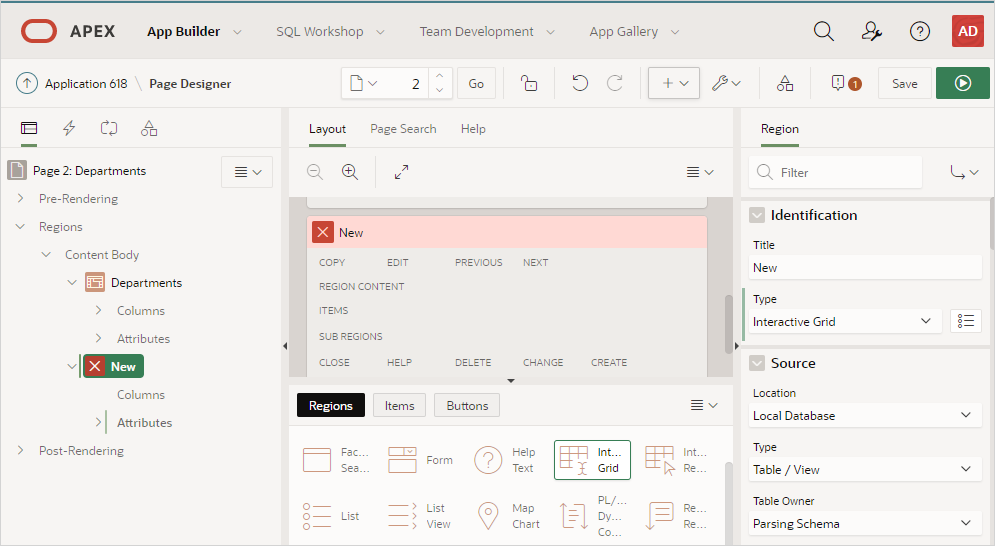 APEX App Builder SQL Workshop Team Development App Gallery AD
Application 618 \ Page Designer 2 Go 1 Save
Layout Page Search Help
Page 2: Departments
Pre-Rendering
Regions
Content Body
Departments
Columns
Attributes
New
Columns
Attributes
Post-Rendering
New
COPY EDIT PREVIOUS NEXT
REGION CONTENT
ITEMS
SUB REGIONS
CLOSE HELP DELETE CHANGE CREATE
Regions Items Buttons
Fac... Sea...
Form
Help Text
Int... Grid
Int... Re...
List
List View
Map Chart
PL/... Dy... Co...
Re... Re...
Region
Filter
Identification
Title
New
Type
Interactive Grid
Source
Location
Local Database
Type
Table / View
Table Owner
Parsing Schema